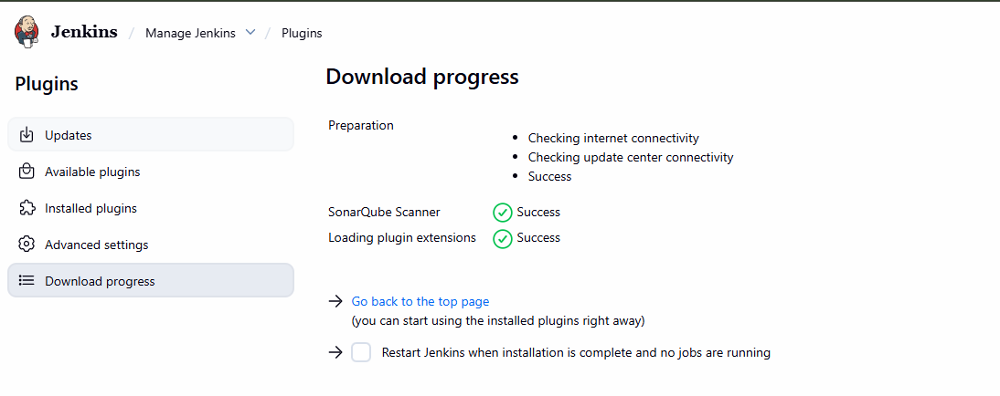 Jenkins / Manage Jenkins / Plugins
Plugins
Updates
Available plugins
Installed plugins
Advanced settings
Download progress
Download progress
Preparation
• Checking internet connectivity
• Checking update center connectivity
• Success
SonarQube Scanner Success
Loading plugin extensions Success
→ Go back to the top page
(you can start using the installed plugins right away)
→ Restart Jenkins when installation is complete and no jobs are running